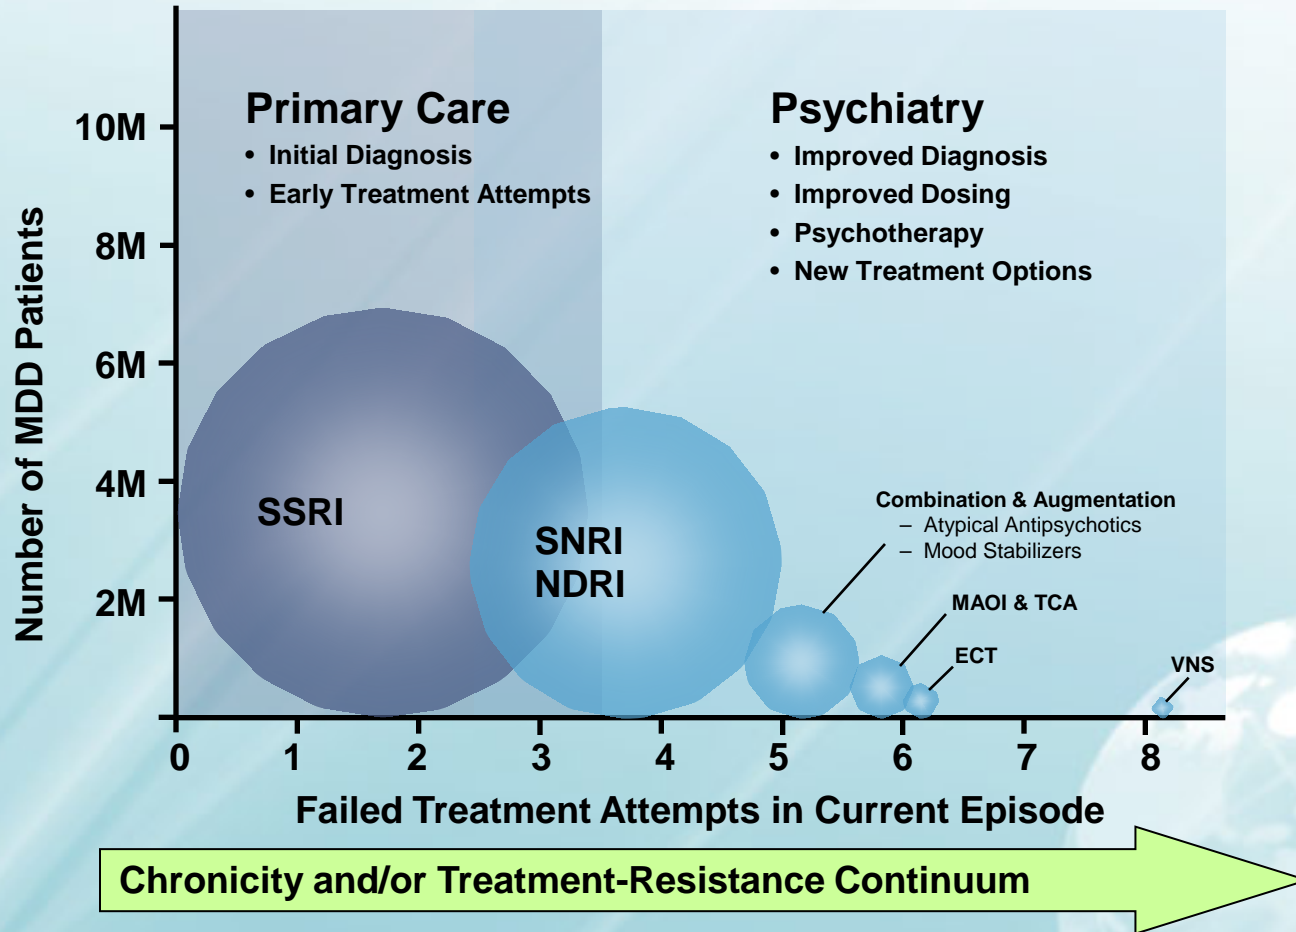 Primary Care
• Initial Diagnosis
• Early Treatment Attempts
Psychiatry
• Improved Diagnosis
• Improved Dosing
• Psychotherapy
• New Treatment Options
Number of MDD Patients
10M
8M
6M
4M
2M
SSRI
SNRI
NDRI
Combination & Augmentation
– Atypical Antipsychotics
– Mood Stabilizers
MAOI & TCA
ECT
VNS
0 1 2 3 4 5 6 7 8
Failed Treatment Attempts in Current Episode
Chronicity and/or Treatment-Resistance Continuum